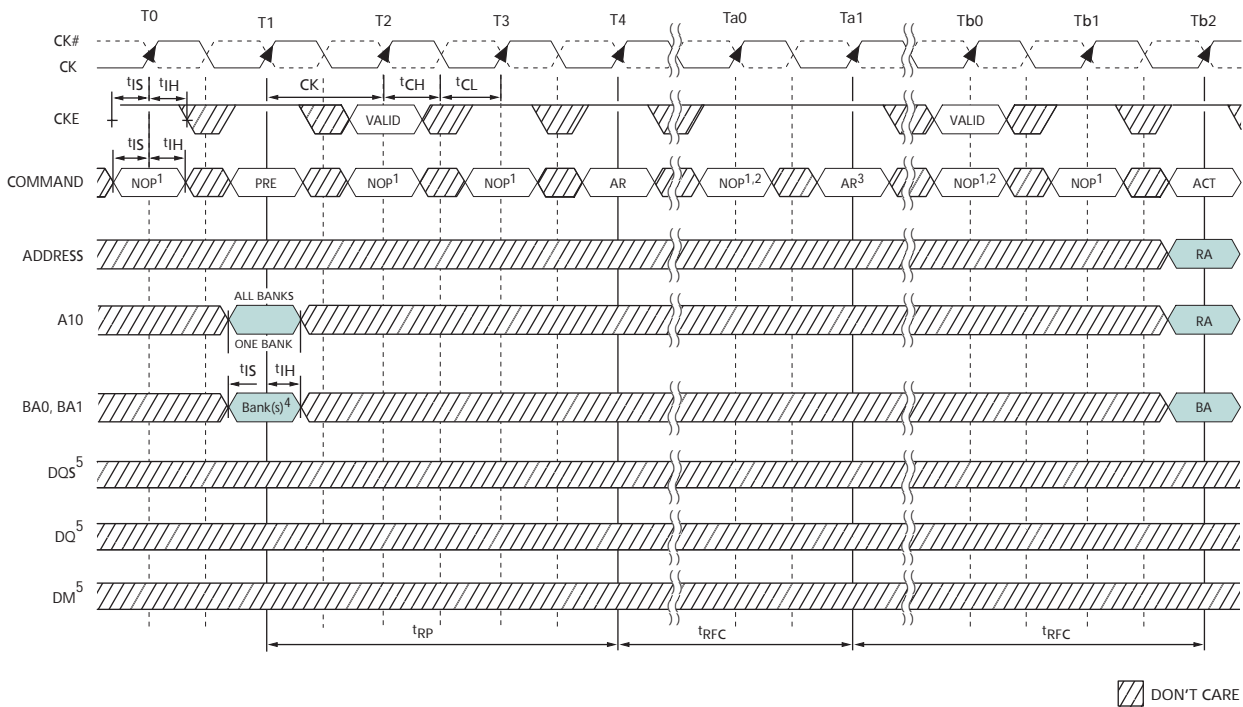 T0 T1 T2 T3 T4 Ta0 Ta1 Tb0 Tb1 Tb2
CK#
CK
tIS tIH CK tCH tCL
CKE VALID VALID
tIS tIH
COMMAND NOP1 PRE NOP1 NOP1 AR NOP1,2 AR3 NOP1,2 NOP1 ACT
ADDRESS RA
ALL BANKS
A10 RA
ONE BANK
tIS tIH
BA0, BA1 Bank(s)4 BA
DQS5
DQ5
DM5
tRP tRFC tRFC
DON'T CARE